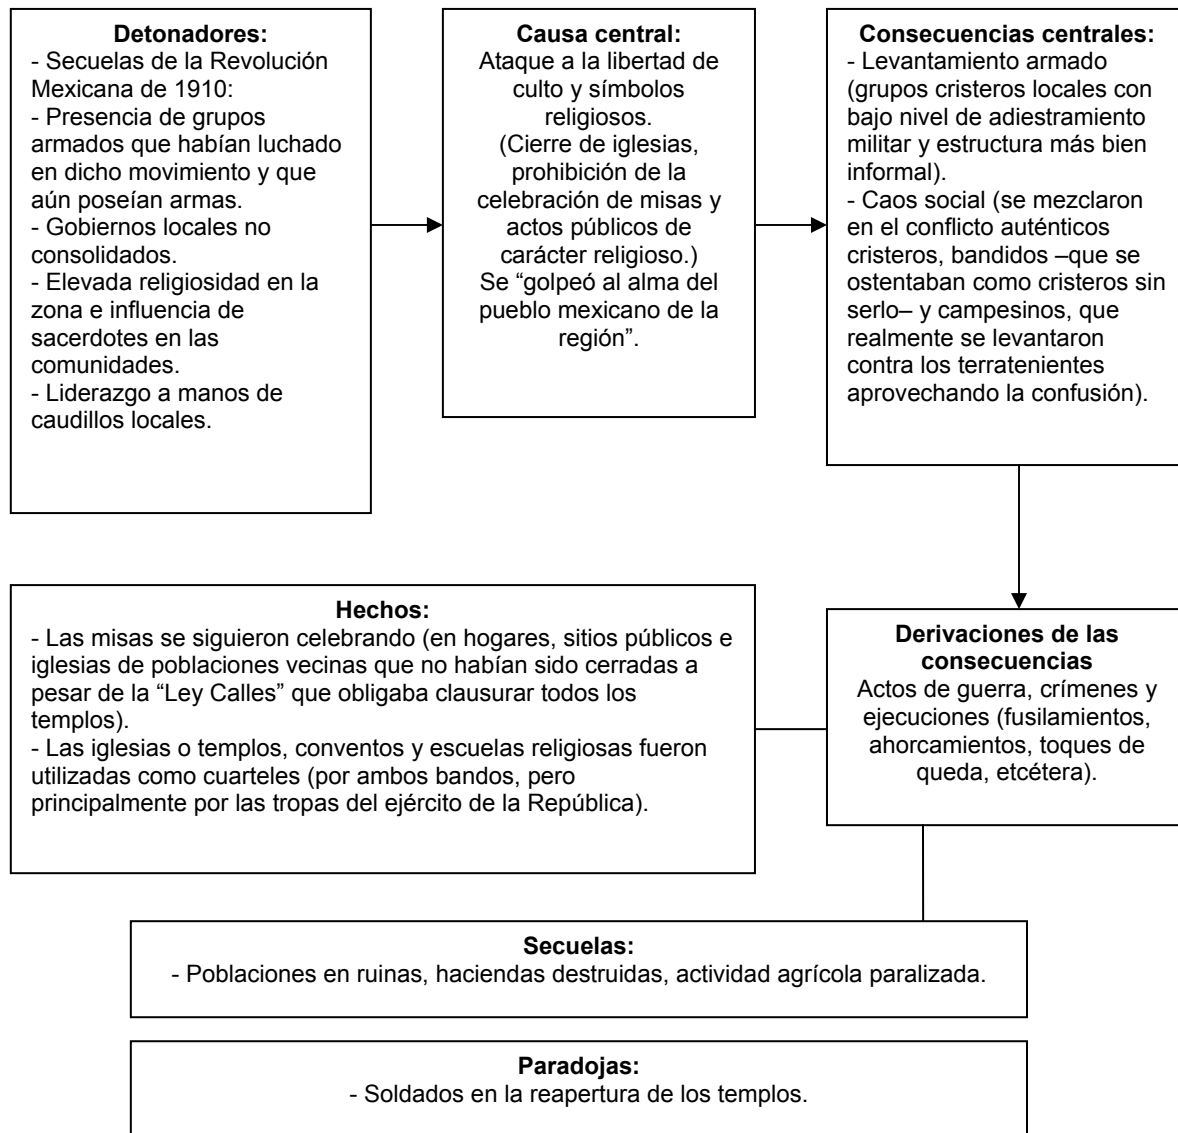 Detonadores:
- Secuelas de la Revolución
Mexicana de 1910:
- Presencia de grupos
armados que habían luchado
en dicho movimiento y que
aún poseían armas.
- Gobiernos locales no
consolidados.
- Elevada religiosidad en la
zona e influencia de
sacerdotes en las
comunidades.
- Liderazgo a manos de
caudillos locales.
Causa central:
Ataque a la libertad de
culto y símbolos
religiosos.
(Cierre de iglesias,
prohibición de la
celebración de misas y
actos públicos de
carácter religioso.)
Se “golpeó al alma del
pueblo mexicano de la
región”.
Consecuencias centrales:
- Levantamiento armado
(grupos cristeros locales con
bajo nivel de adiestramiento
militar y estructura más bien
informal).
- Caos social (se mezclaron
en el conflicto auténticos
cristeros, bandidos –que se
ostentaban como cristeros sin
serlo– y campesinos, que
realmente se levantaron
contra los terratenientes
aprovechando la confusión).
Hechos:
- Las misas se siguieron celebrando (en hogares, sitios públicos e
iglesias de poblaciones vecinas que no habían sido cerradas a
pesar de la “Ley Calles” que obligaba clausurar todos los
templos).
- Las iglesias o templos, conventos y escuelas religiosas fueron
utilizadas como cuarteles (por ambos bandos, pero
principalmente por las tropas del ejército de la República).
Derivaciones de las
consecuencias
Actos de guerra, crímenes y
ejecuciones (fusilamientos,
ahorcamientos, toques de
queda, etcétera).
Secuelas:
- Poblaciones en ruinas, haciendas destruidas, actividad agrícola paralizada.
Paradojas:
- Soldados en la reapertura de los templos.